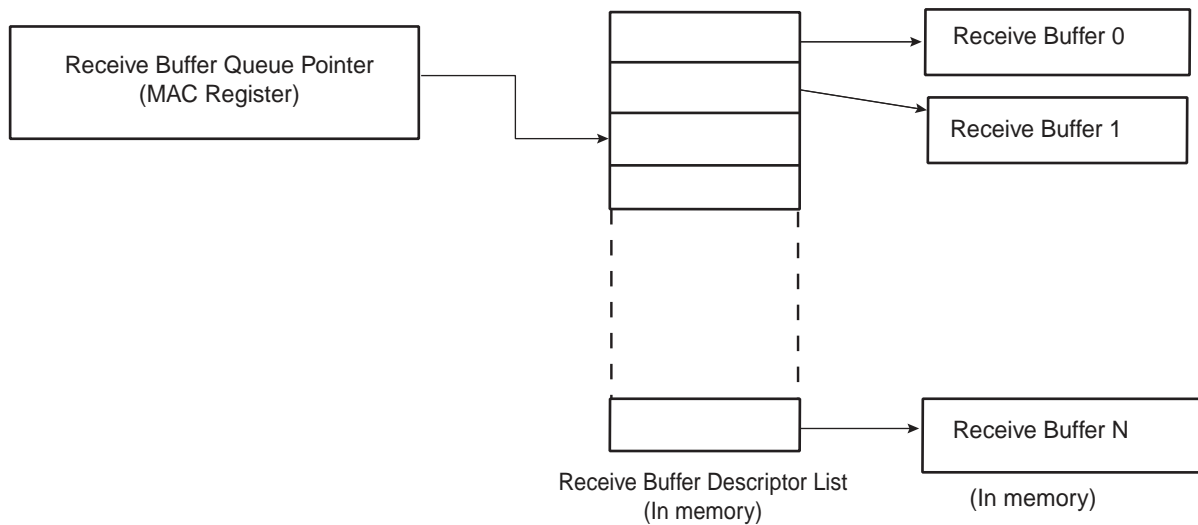 Receive Buffer Queue Pointer
(MAC Register)
Receive Buffer 0
Receive Buffer 1
Receive Buffer N
Receive Buffer Descriptor List
(In memory)
(In memory)